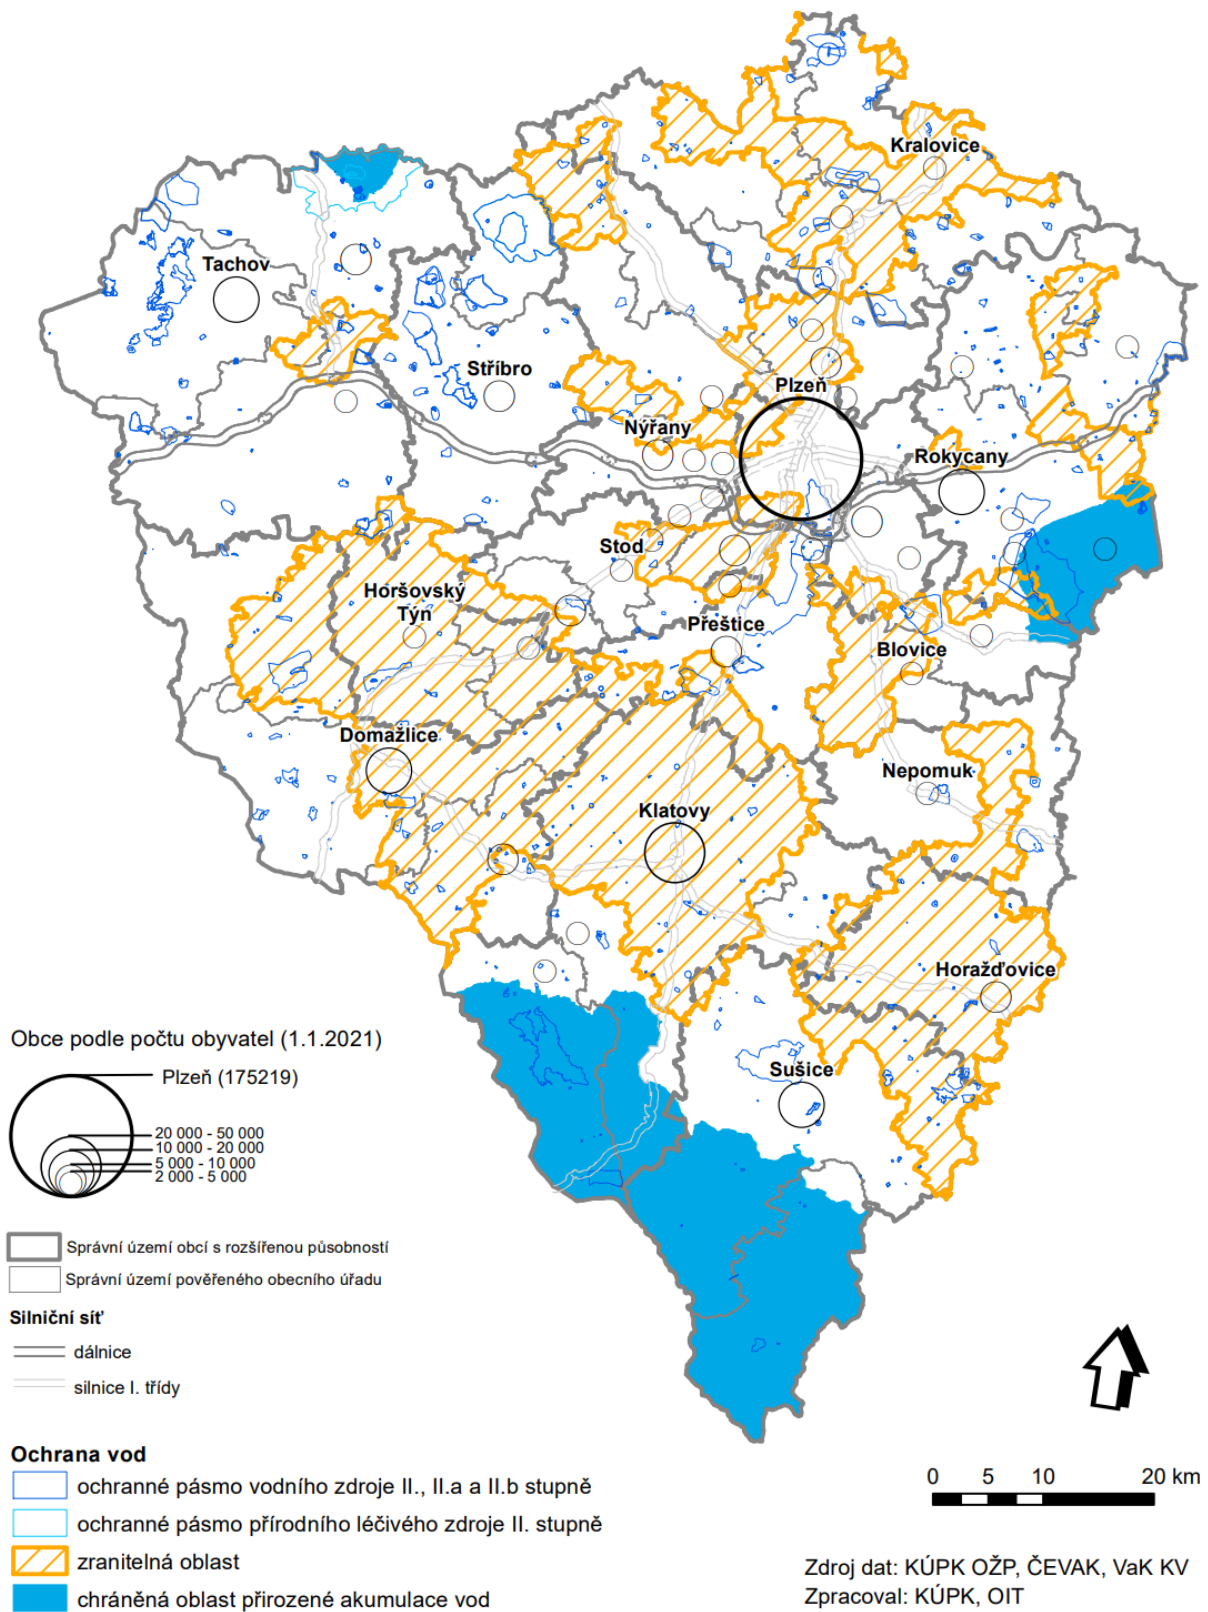 Kralovice
Tachov
Stříbro
Plzeň
Nýřany
Rokycany
Stod
Horšovský
Týn
Přeštice
Blovice
Domažlice
Nepomuk
Klatovy
Horažďovice
Sušice
Obce podle počtu obyvatel (1.1.2021)
Plzeň (175219)
20 000 - 50 000
10 000 - 20 000
5 000 - 10 000
2 000 - 5 000
Správní území obcí s rozšířenou působností
Správní území pověřeného obecního úřadu
Silniční síť
dálnice
silnice I. třídy
Ochrana vod
ochranné pásmo vodního zdroje II., II.a a II.b stupně
ochranné pásmo přírodního léčivého zdroje II. stupně
zranitelná oblast
chráněná oblast přirozené akumulace vod
0 5 10 20 km
Zdroj dat: KÚPK OŽP, ČEVAK, VaK KV
Zpracoval: KÚPK, OIT